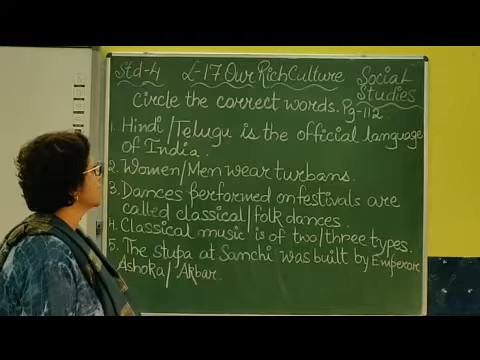 Std-4 L-17 Our Rich Culture Social Studies
Circle the correct words. Pg-112.
1. Hindi/Telugu is the official language
of India.
2. Women/Men wear turbans.
3. Dances performed on festivals are
called classical/folk dances.
4. Classical music is of two/three types.
5. The stupa at Sanchi was built by Emperor
Ashoka/Akbar.